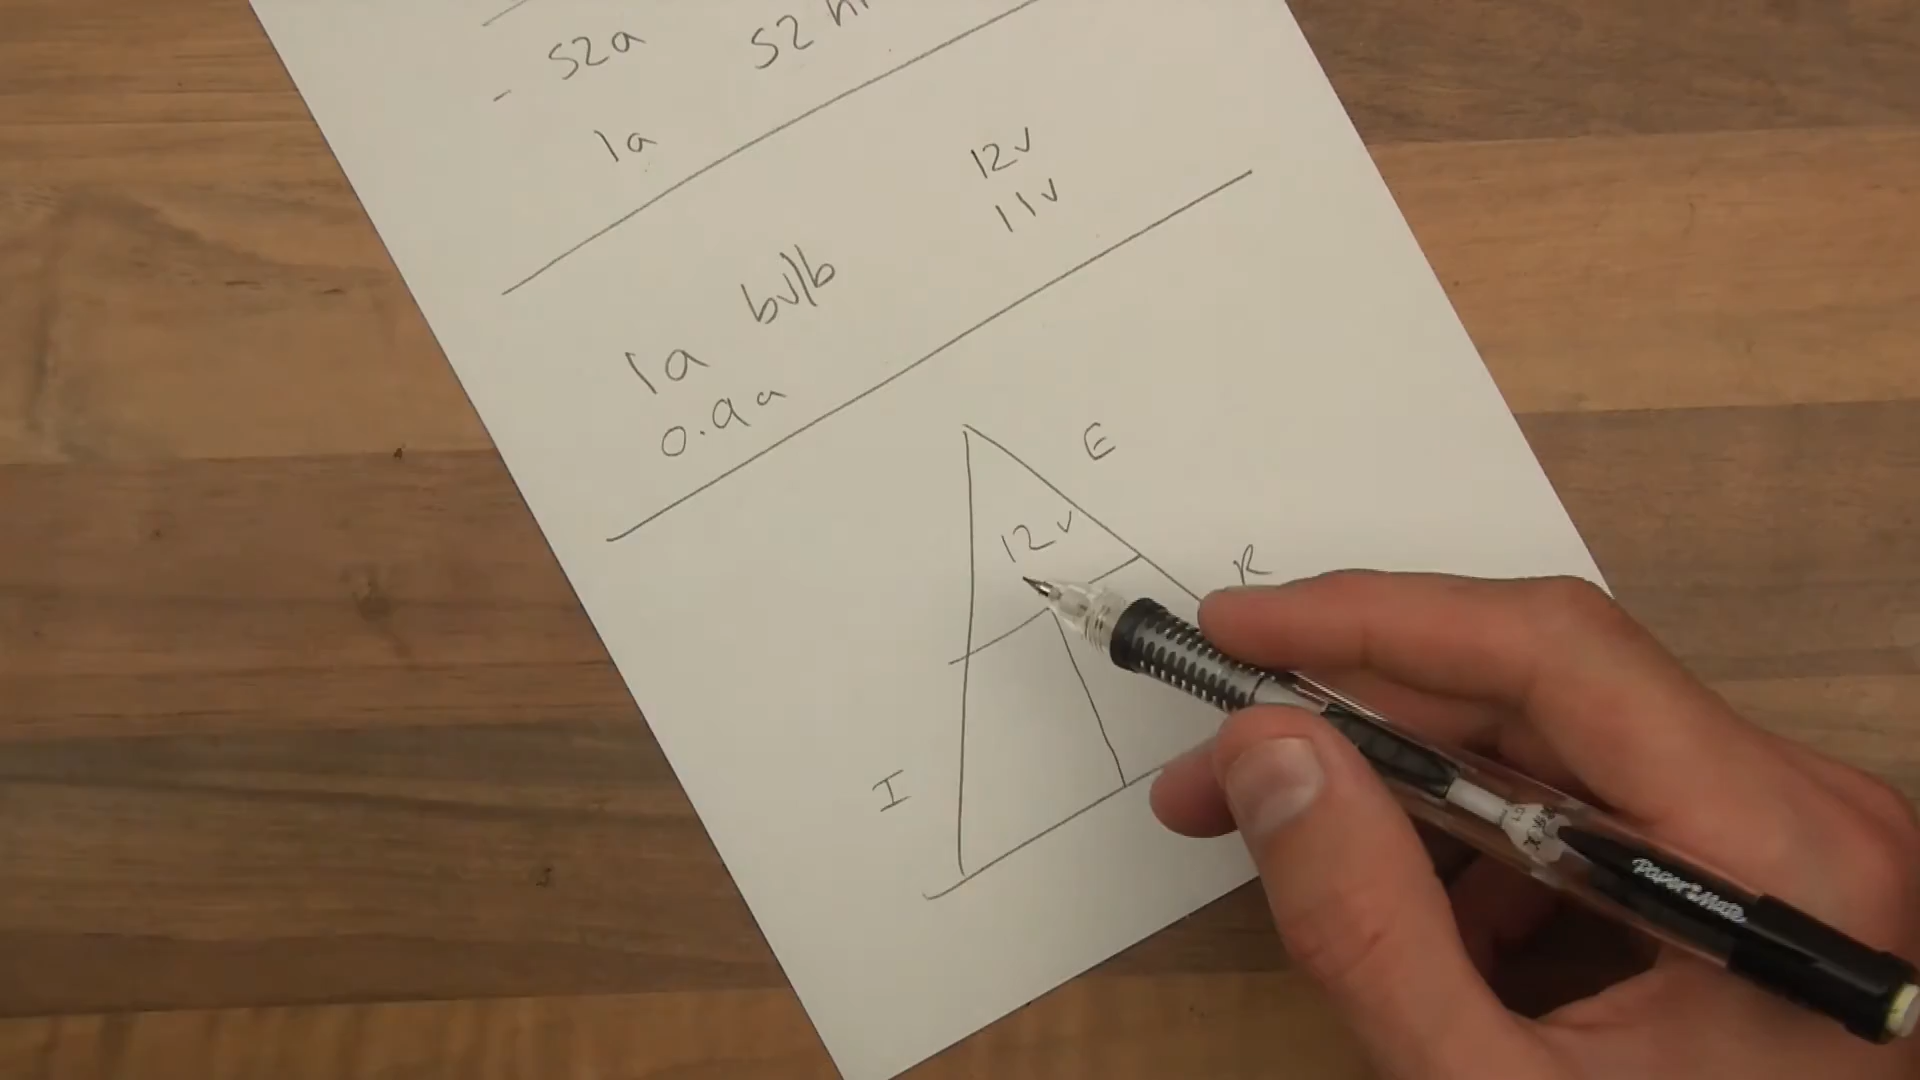 - 52a 52
1a
12v
11v
1a bulb
0.9a
E
12v
R
I
Paper Mate